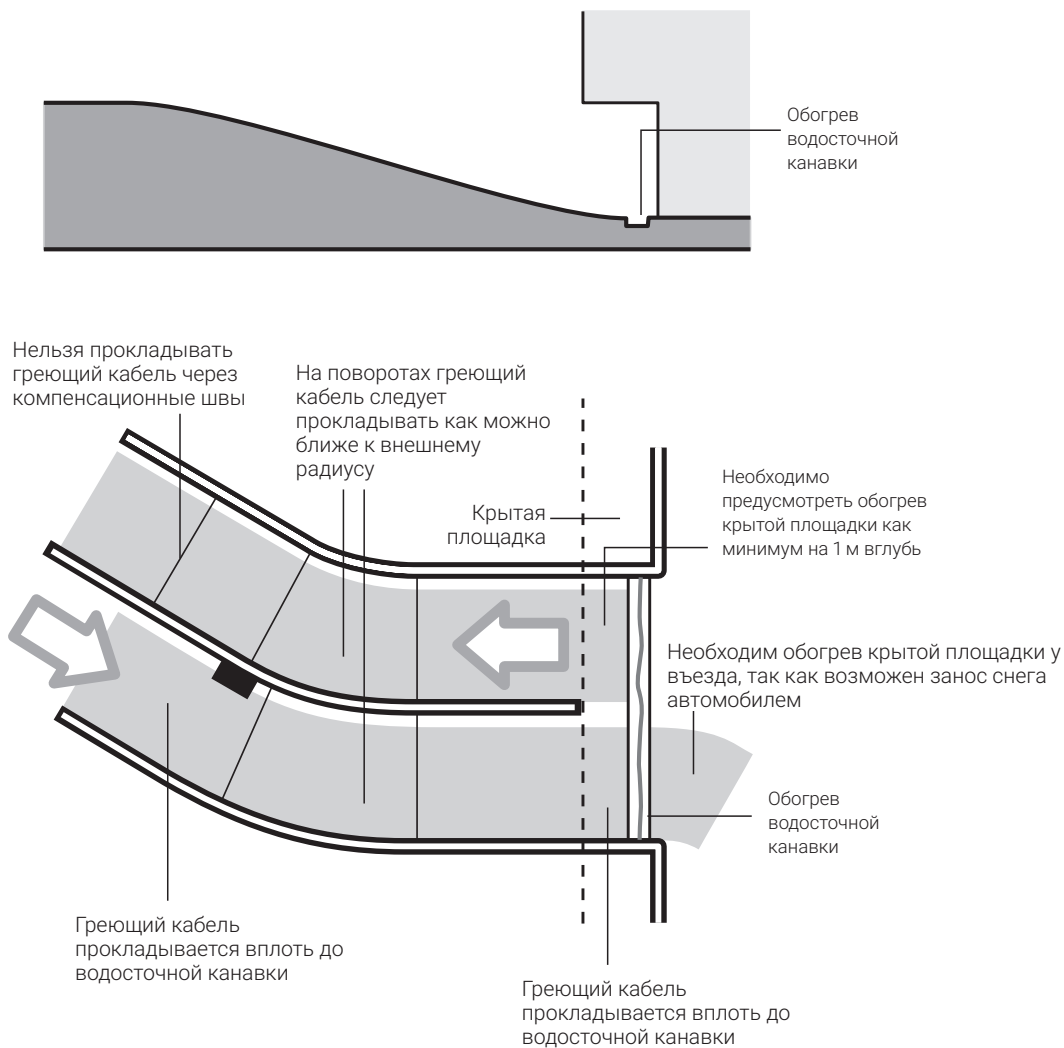 Обогрев
водосточной
канавки
Нельзя прокладывать
греющий кабель через
компенсационные швы
На поворотах греющий
кабель следует
прокладывать как можно
ближе к внешнему
радиусу
Крытая
площадка
Необходимо
предусмотреть обогрев
крытой площадки как
минимум на 1 м вглубь
Необходим обогрев крытой площадки у
въезда, так как возможен занос снега
автомобилем
Обогрев
водосточной
канавки
Греющий кабель
прокладывается вплоть до
водосточной канавки
Греющий кабель
прокладывается вплоть до
водосточной канавки